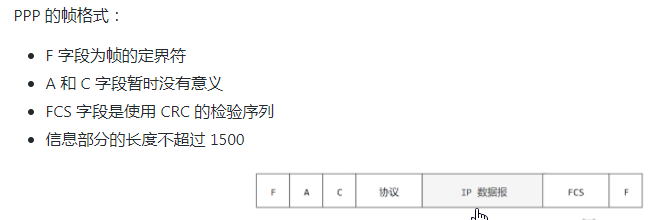 PPP 的帧格式：
F 字段为帧的定界符
A 和 C 字段暂时没有意义
FCS 字段是使用 CRC 的检验序列
信息部分的长度不超过 1500
F A C 协议 IP 数据报 FCS F